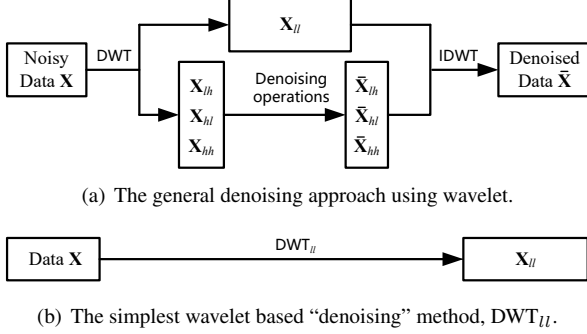 Noisy
Data X
DWT
X_ll
X_lh
X_hl
X_hh
Denoising
operations
X̄_lh
X̄_hl
X̄_hh
IDWT
Denoised
Data X̄
(a) The general denoising approach using wavelet.
Data X
DWT_ll
X_ll
(b) The simplest wavelet based “denoising” method, DWT_ll.